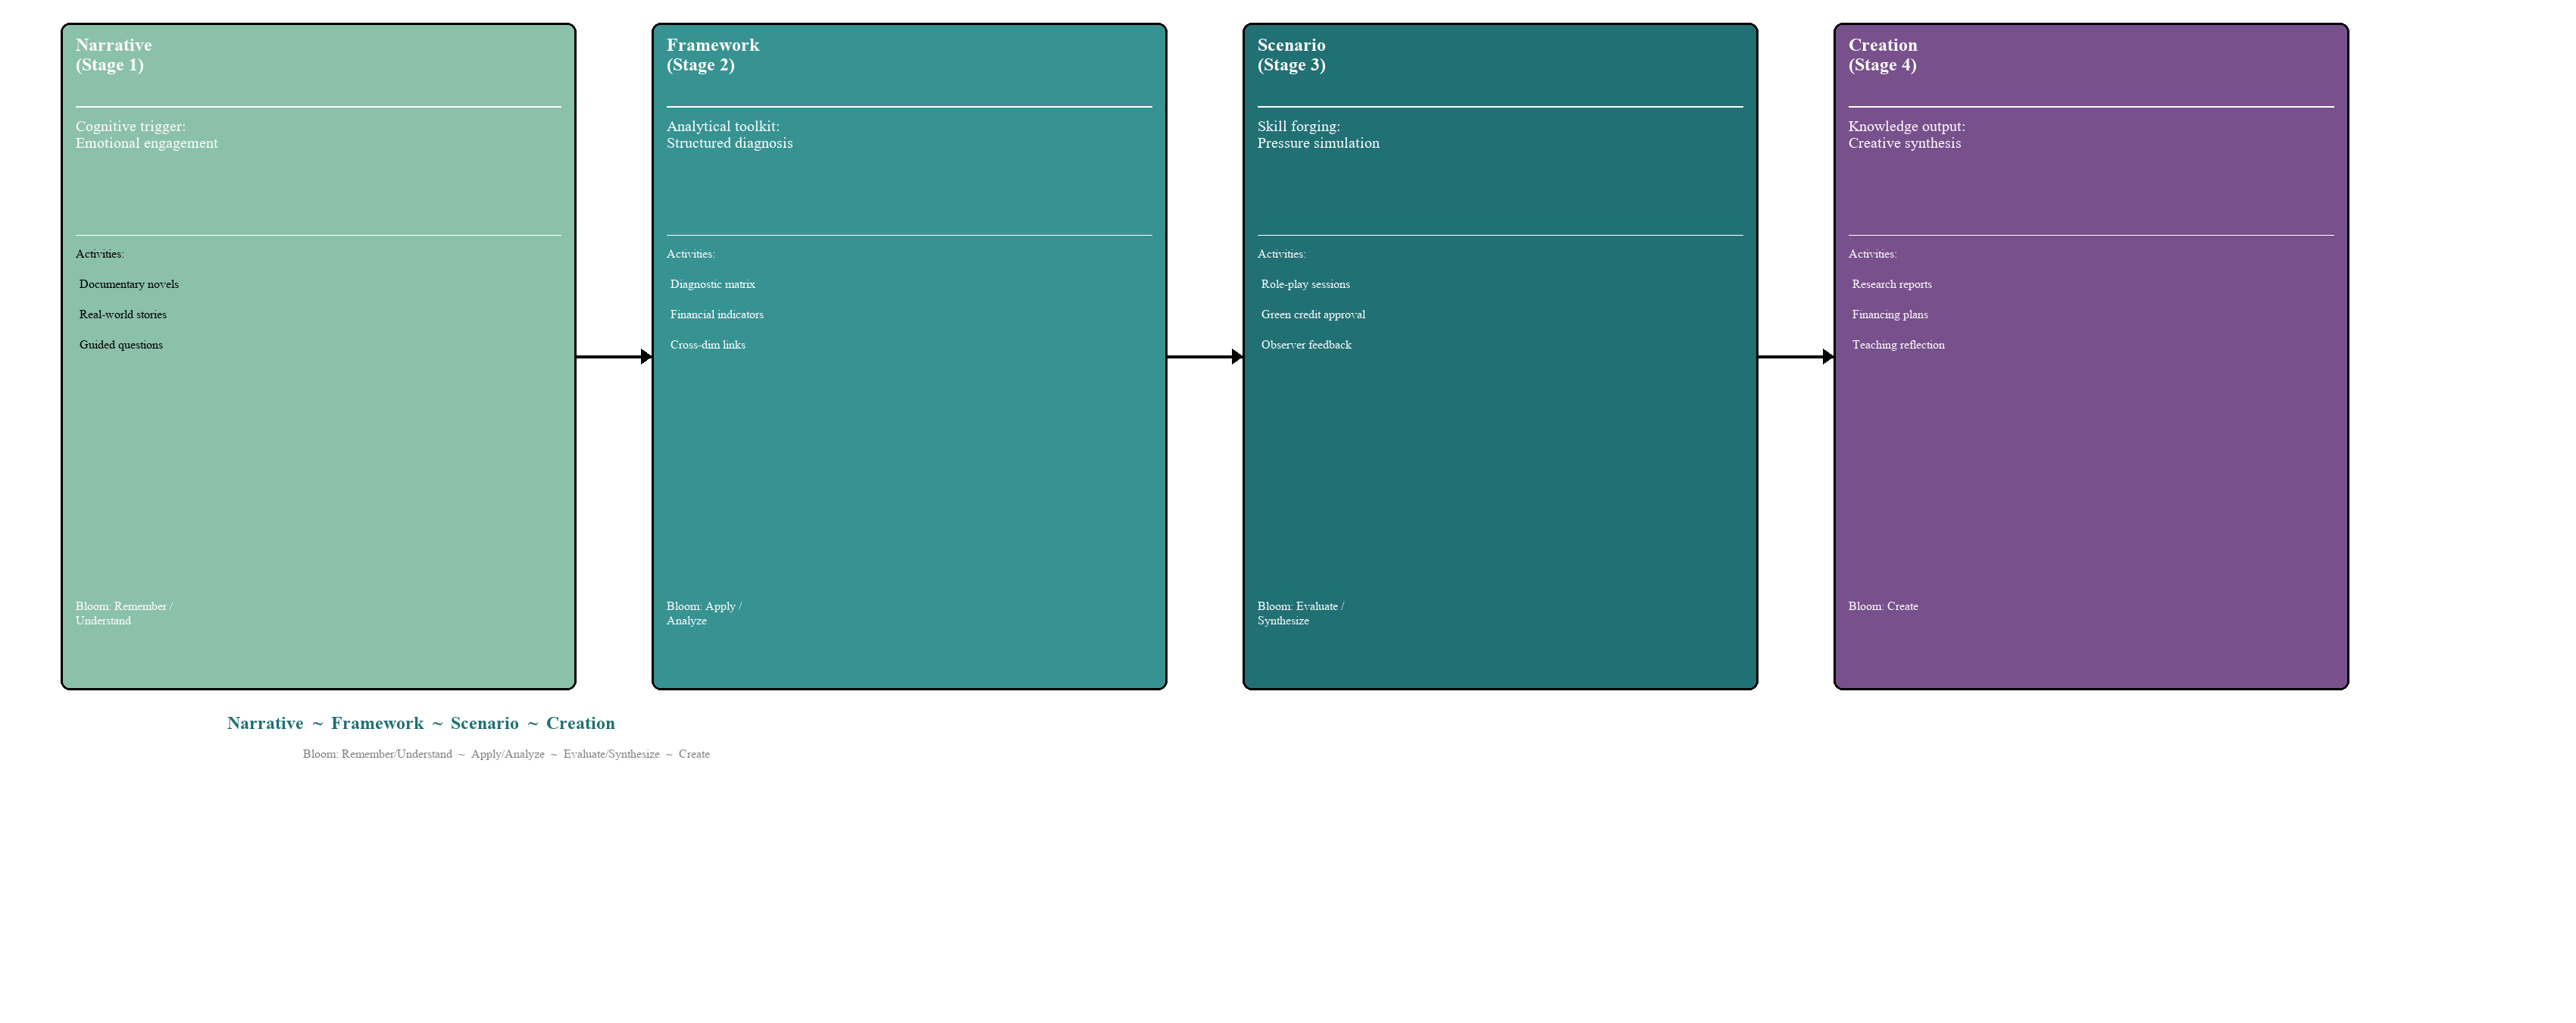 Narrative
(Stage 1)
Cognitive trigger:
Emotional engagement
Activities:
Documentary novels
Real-world stories
Guided questions
Bloom: Remember /
Understand
Framework
(Stage 2)
Analytical toolkit:
Structured diagnosis
Activities:
Diagnostic matrix
Financial indicators
Cross-dim links
Bloom: Apply /
Analyze
Scenario
(Stage 3)
Skill forging:
Pressure simulation
Activities:
Role-play sessions
Green credit approval
Observer feedback
Bloom: Evaluate /
Synthesize
Creation
(Stage 4)
Knowledge output:
Creative synthesis
Activities:
Research reports
Financing plans
Teaching reflection
Bloom: Create
Narrative ~ Framework ~ Scenario ~ Creation
Bloom: Remember/Understand ~ Apply/Analyze ~ Evaluate/Synthesize ~ Create